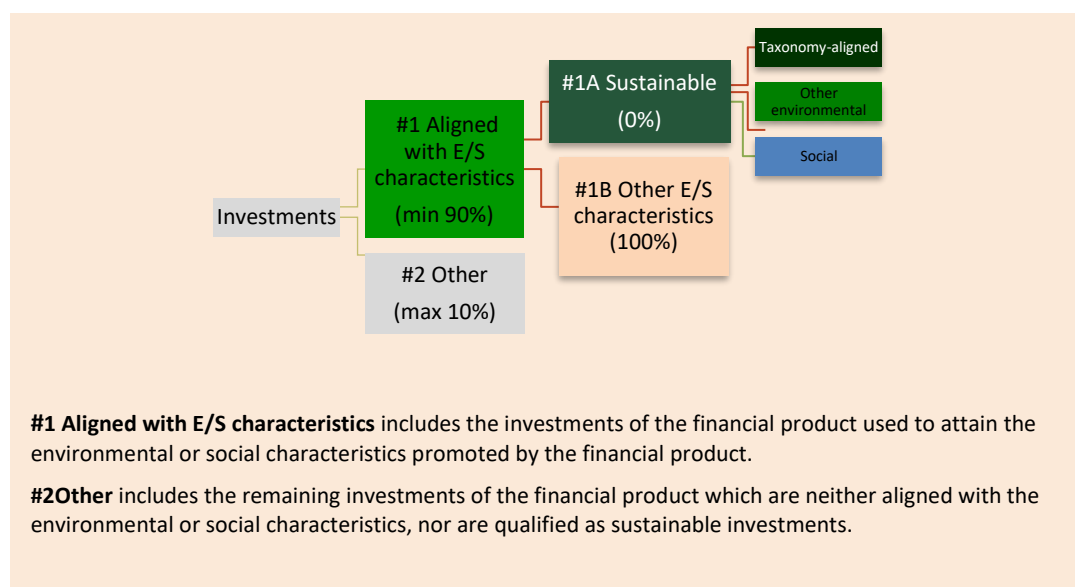 Investments
#1 Aligned
with E/S
characteristics
(min 90%)
#2 Other
(max 10%)
#1A Sustainable
(0%)
#1B Other E/S
characteristics
(100%)
Taxonomy-aligned
Other
environmental
Social
#1 Aligned with E/S characteristics includes the investments of the financial product used to attain the
environmental or social characteristics promoted by the financial product.
#2Other includes the remaining investments of the financial product which are neither aligned with the
environmental or social characteristics, nor are qualified as sustainable investments.